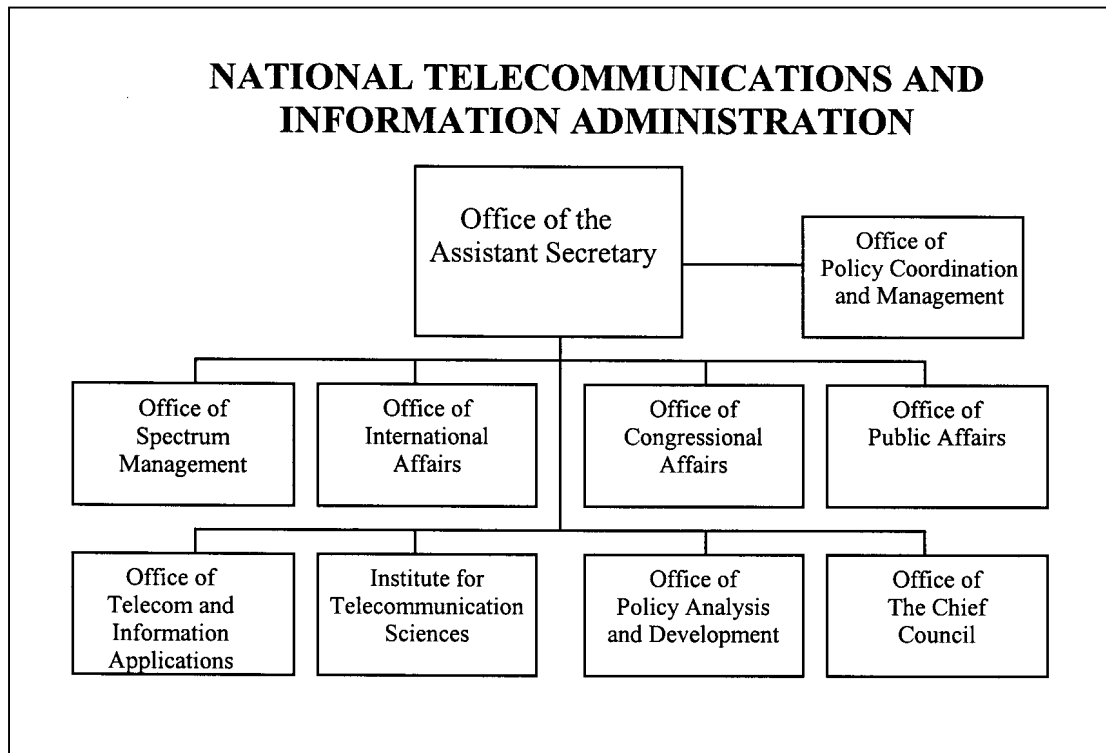 NATIONAL TELECOMMUNICATIONS AND
INFORMATION ADMINISTRATION
Office of the
Assistant Secretary
Office of
Policy Coordination
and Management
Office of
Spectrum
Management
Office of
International
Affairs
Office of
Congressional
Affairs
Office of
Public Affairs
Office of
Telecom and
Information
Applications
Institute for
Telecommunication
Sciences
Office of
Policy Analysis
and Development
Office of
The Chief
Council